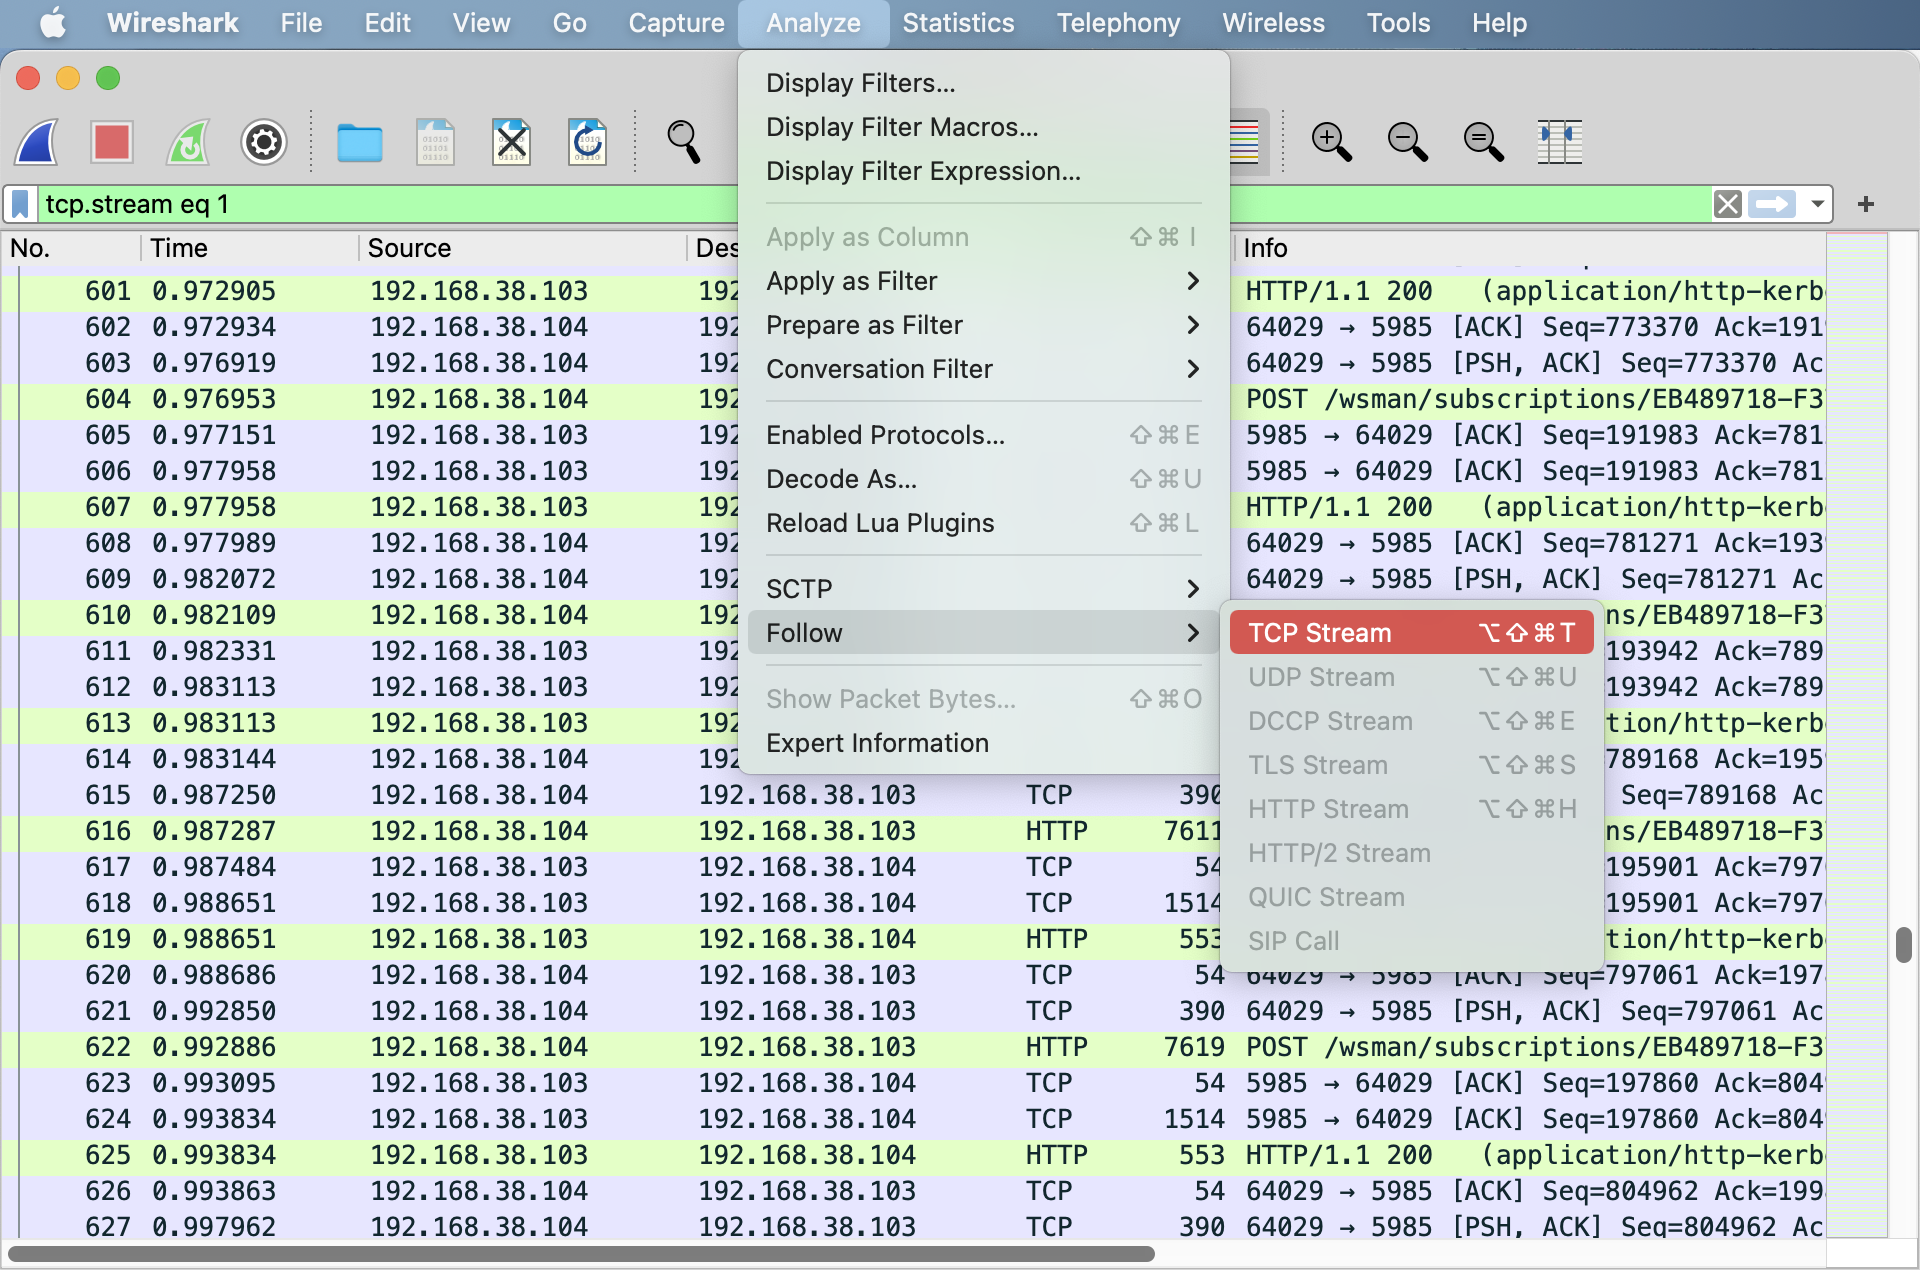 Wireshark File Edit View Go Capture Analyze Statistics Telephony Wireless Tools Help
Display Filters...
Display Filter Macros...
Display Filter Expression...
Apply as Column ⇧⌘ I
Apply as Filter
Prepare as Filter
Conversation Filter
Enabled Protocols... ⇧⌘E
Decode As... ⇧⌘U
Reload Lua Plugins ⇧⌘L
SCTP
Follow
Show Packet Bytes... ⇧⌘O
Expert Information
TCP Stream ⌥⇧⌘T
UDP Stream ⌥⇧⌘U
DCCP Stream ⌥⇧⌘E
TLS Stream ⌥⇧⌘S
HTTP Stream ⌥⇧⌘H
HTTP/2 Stream
QUIC Stream
SIP Call
tcp.stream eq 1
No. Time Source Des Info
601 0.972905 192.168.38.103 192 HTTP/1.1 200 (application/http-kerb
602 0.972934 192.168.38.104 192 64029 → 5985 [ACK] Seq=773370 Ack=191
603 0.976919 192.168.38.104 192 64029 → 5985 [PSH, ACK] Seq=773370 Ac
604 0.976953 192.168.38.104 192 POST /wsman/subscriptions/EB489718-F3
605 0.977151 192.168.38.103 192 5985 → 64029 [ACK] Seq=191983 Ack=781
606 0.977958 192.168.38.103 192 5985 → 64029 [ACK] Seq=191983 Ack=781
607 0.977958 192.168.38.103 192 HTTP/1.1 200 (application/http-kerb
608 0.977989 192.168.38.104 192 64029 → 5985 [ACK] Seq=781271 Ack=193
609 0.982072 192.168.38.104 192 64029 → 5985 [PSH, ACK] Seq=781271 Ac
610 0.982109 192.168.38.104 192 ns/EB489718-F3
611 0.982331 192.168.38.103 192 193942 Ack=789
612 0.983113 192.168.38.103 192 193942 Ack=789
613 0.983113 192.168.38.103 192 tion/http-kerb
614 0.983144 192.168.38.104 192 789168 Ack=195
615 0.987250 192.168.38.104 192.168.38.103 TCP 390 Seq=789168 Ac
616 0.987287 192.168.38.104 192.168.38.103 HTTP 7611 ns/EB489718-F3
617 0.987484 192.168.38.103 192.168.38.104 TCP 54 195901 Ack=797
618 0.988651 192.168.38.103 192.168.38.104 TCP 1514 195901 Ack=797
619 0.988651 192.168.38.103 192.168.38.104 HTTP 553 tion/http-kerb
620 0.988686 192.168.38.104 192.168.38.103 TCP 54 64029 → 5985 [ACK] Seq=797061 Ack=197
621 0.992850 192.168.38.104 192.168.38.103 TCP 390 64029 → 5985 [PSH, ACK] Seq=797061 Ac
622 0.992886 192.168.38.104 192.168.38.103 HTTP 7619 POST /wsman/subscriptions/EB489718-F3
623 0.993095 192.168.38.103 192.168.38.104 TCP 54 5985 → 64029 [ACK] Seq=197860 Ack=804
624 0.993834 192.168.38.103 192.168.38.104 TCP 1514 5985 → 64029 [ACK] Seq=197860 Ack=804
625 0.993834 192.168.38.103 192.168.38.104 HTTP 553 HTTP/1.1 200 (application/http-kerb
626 0.993863 192.168.38.104 192.168.38.103 TCP 54 64029 → 5985 [ACK] Seq=804962 Ack=199
627 0.997962 192.168.38.104 192.168.38.103 TCP 390 64029 → 5985 [PSH, ACK] Seq=804962 Ac